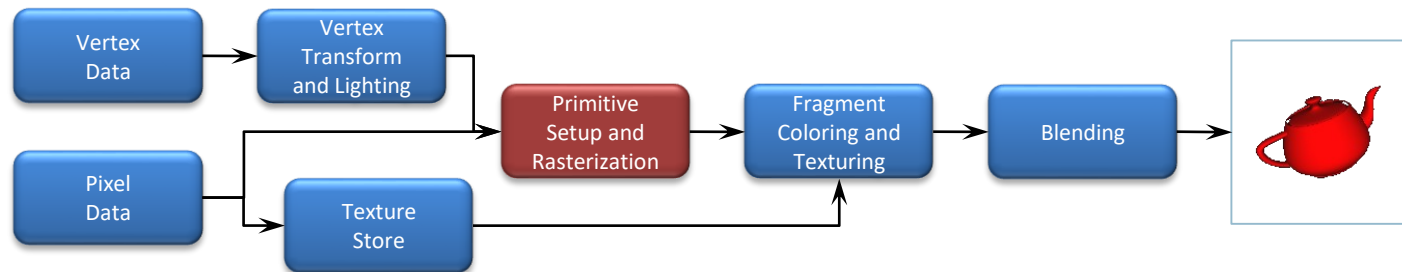 Vertex
Data
Vertex
Transform
and Lighting
Primitive
Setup and
Rasterization
Fragment
Coloring and
Texturing
Blending
Pixel
Data
Texture
Store